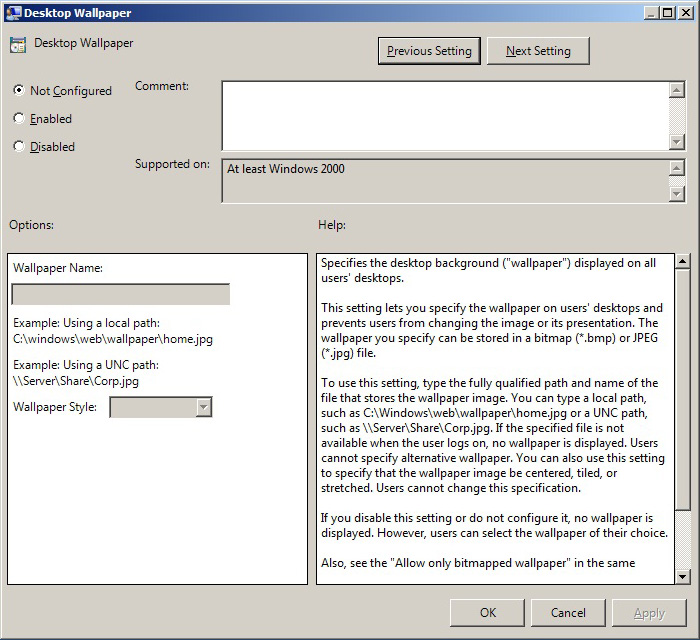 Desktop Wallpaper
Desktop Wallpaper
Previous Setting
Next Setting
Not Configured
Enabled
Disabled
Comment:
Supported on:
At least Windows 2000
Options:
Help:
Wallpaper Name:
Example: Using a local path:
C:\windows\web\wallpaper\home.jpg
Example: Using a UNC path:
\\Server\Share\Corp.jpg
Wallpaper Style:
Specifies the desktop background ("wallpaper") displayed on all
users' desktops.
This setting lets you specify the wallpaper on users' desktops and
prevents users from changing the image or its presentation. The
wallpaper you specify can be stored in a bitmap (*.bmp) or JPEG
(*.jpg) file.
To use this setting, type the fully qualified path and name of the
file that stores the wallpaper image. You can type a local path,
such as C:\Windows\web\wallpaper\home.jpg or a UNC path,
such as \\Server\Share\Corp.jpg. If the specified file is not
available when the user logs on, no wallpaper is displayed. Users
cannot specify alternative wallpaper. You can also use this setting
to specify that the wallpaper image be centered, tiled, or
stretched. Users cannot change this specification.
If you disable this setting or do not configure it, no wallpaper is
displayed. However, users can select the wallpaper of their choice.
Also, see the "Allow only bitmapped wallpaper" in the same
OK
Cancel
Apply